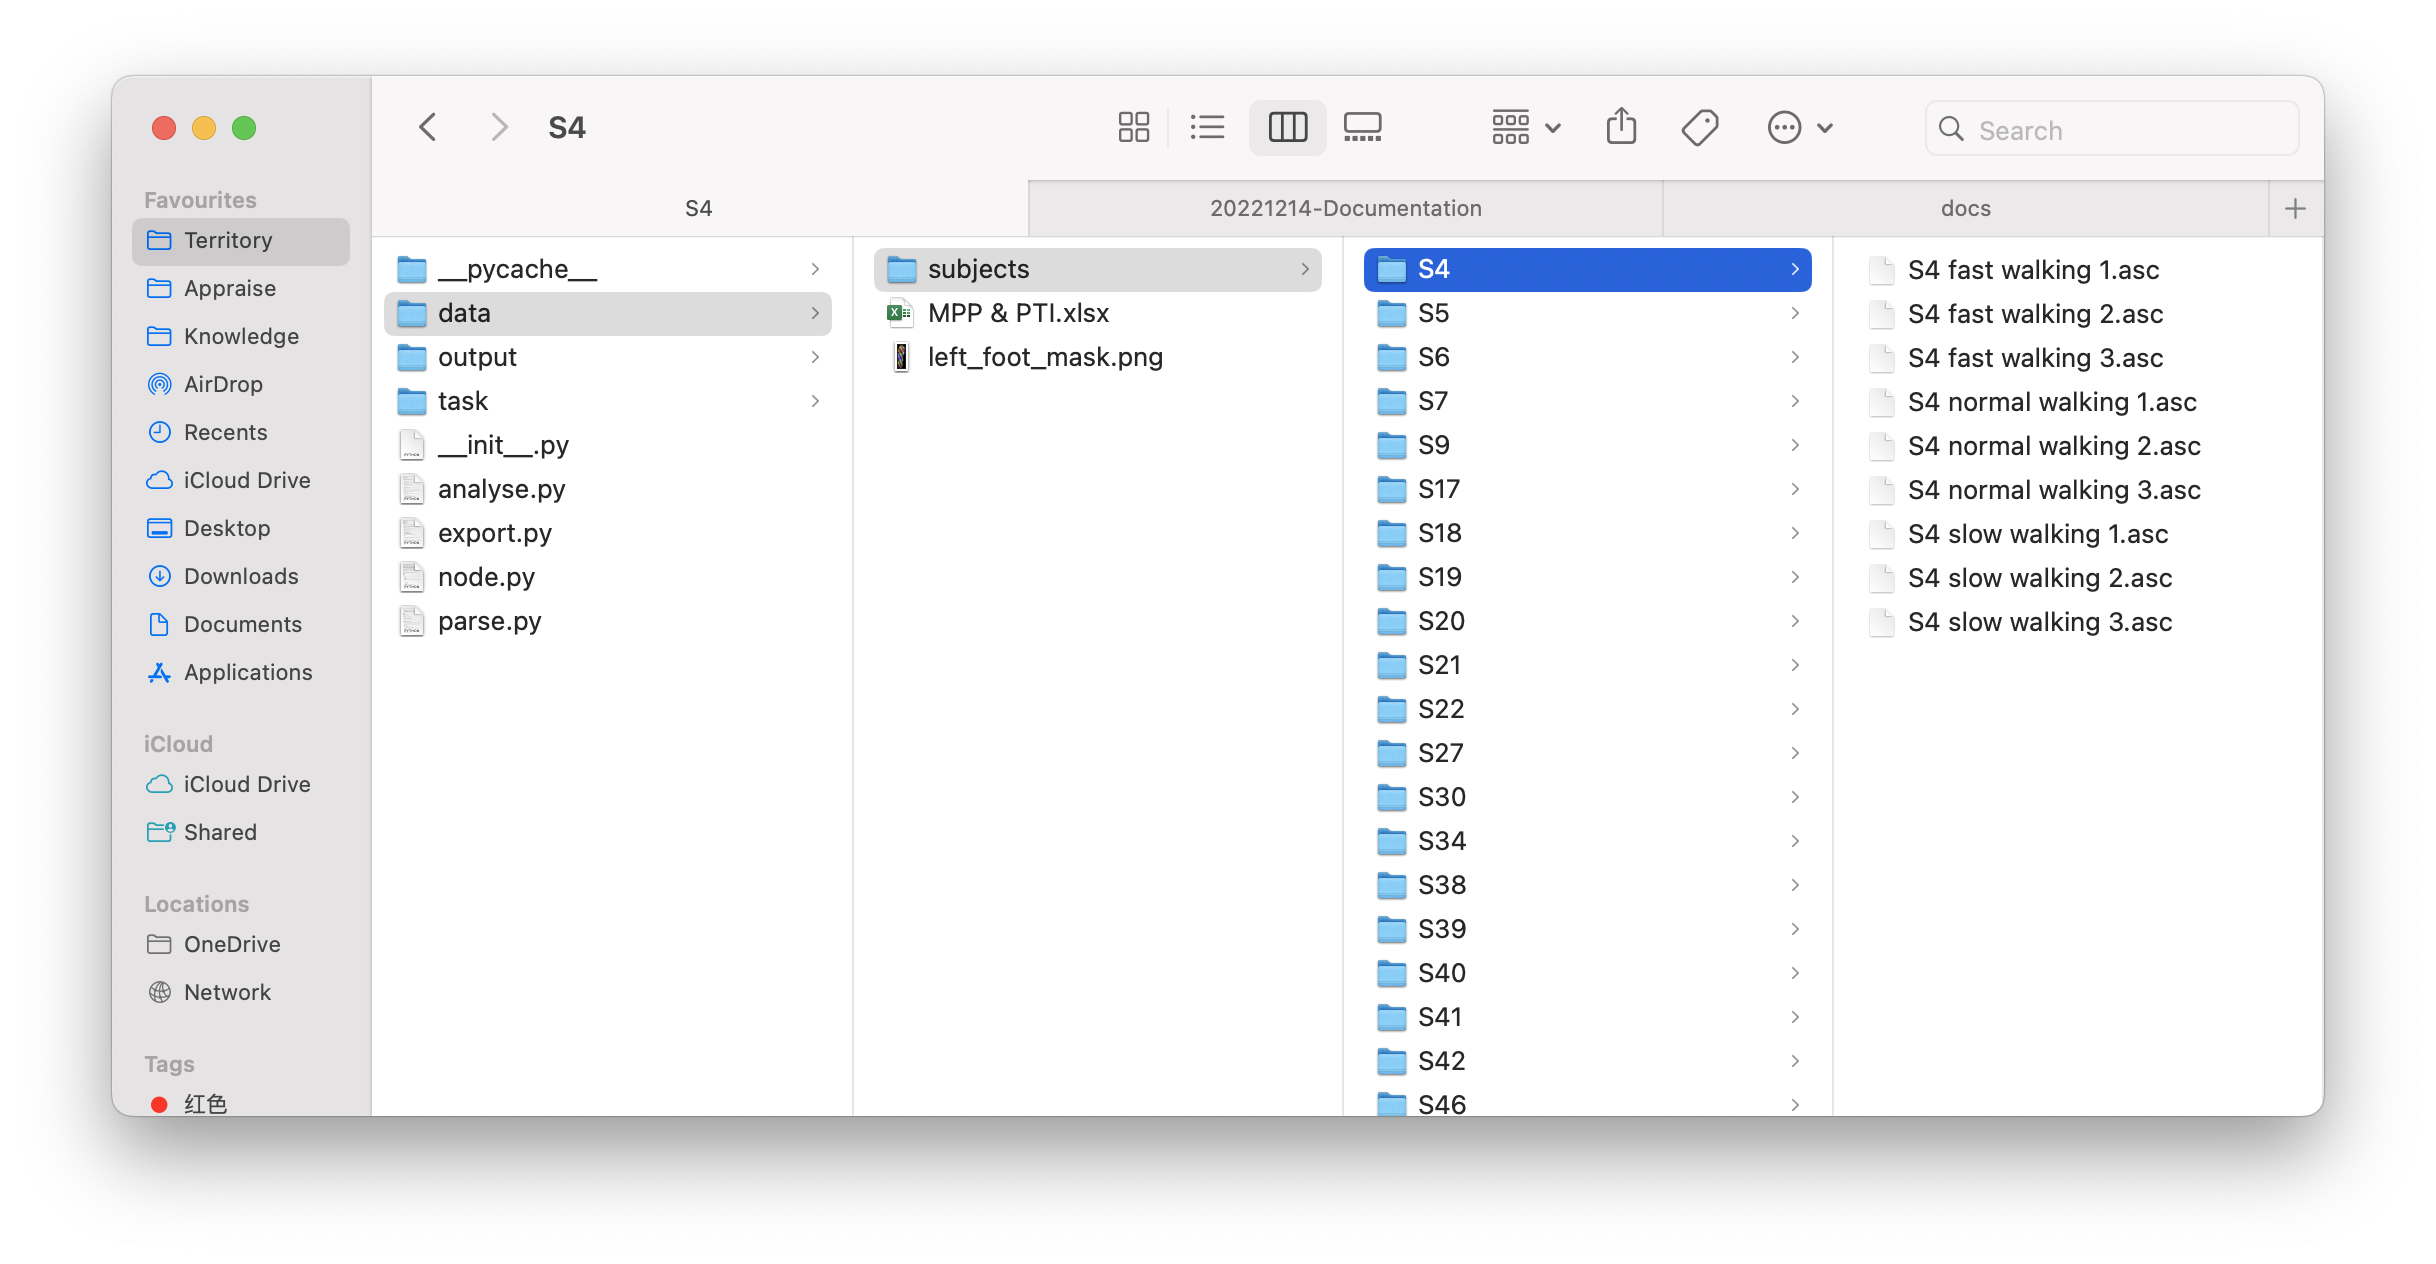 S4
Search
S4
20221214-Documentation
docs
Favourites
Territory
Appraise
Knowledge
AirDrop
Recents
iCloud Drive
Desktop
Downloads
Documents
Applications
iCloud
iCloud Drive
Shared
Locations
OneDrive
Network
Tags
红色
__pycache__
data
output
task
__init__.py
analyse.py
export.py
node.py
parse.py
subjects
MPP & PTI.xlsx
left_foot_mask.png
S4
S5
S6
S7
S9
S17
S18
S19
S20
S21
S22
S27
S30
S34
S38
S39
S40
S41
S42
S46
S4 fast walking 1.asc
S4 fast walking 2.asc
S4 fast walking 3.asc
S4 normal walking 1.asc
S4 normal walking 2.asc
S4 normal walking 3.asc
S4 slow walking 1.asc
S4 slow walking 2.asc
S4 slow walking 3.asc